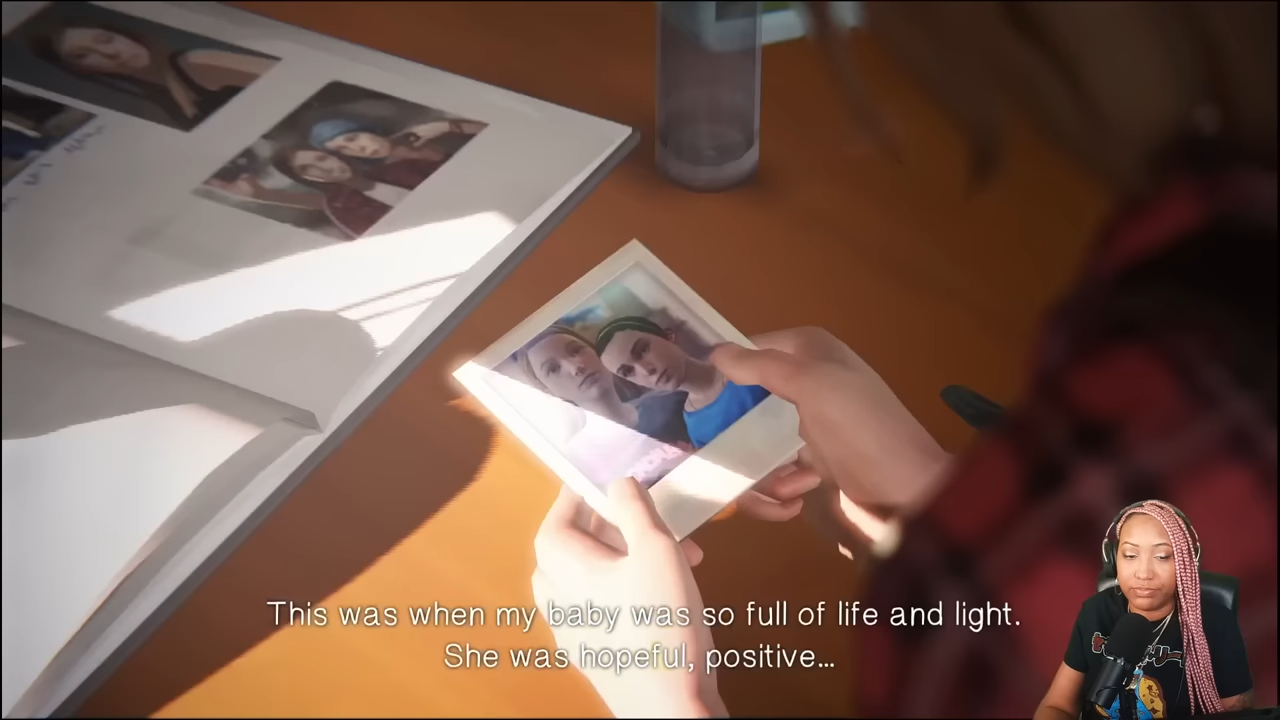 This was when my baby was so full of life and light.
She was hopeful, positive...